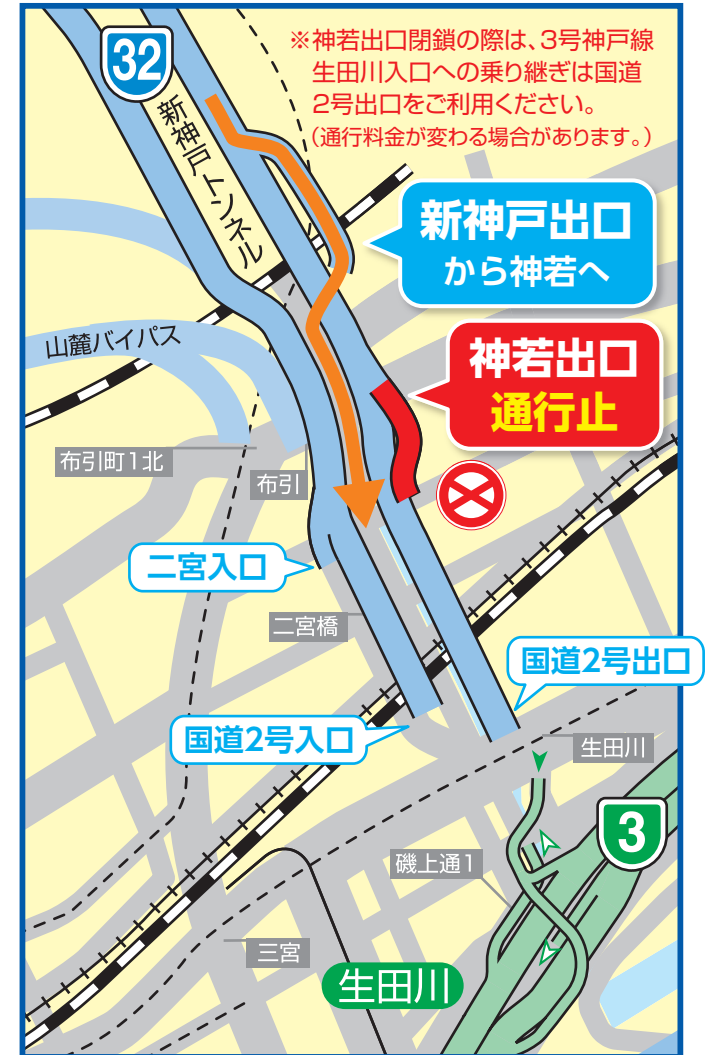 32
※神若出口閉鎖の際は、3号神戸線
生田川入口への乗り継ぎは国道
2号出口をご利用ください。
（通行料金が変わる場合があります。）
新神戸トンネル
新神戸出口
から神若へ
山麓バイパス
神若出口
通行止
布引町1北
布引
二宮入口
二宮橋
国道2号出口
国道2号入口
生田川
3
磯上通1
三宮
生田川